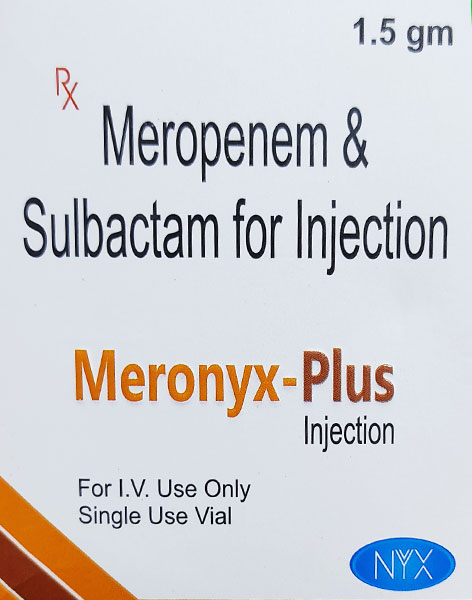 1.5 gm
Rx
Meropenem &
Sulbactam for Injection
Meronyx-Plus
Injection
For I.V. Use Only
Single Use Vial
NYX